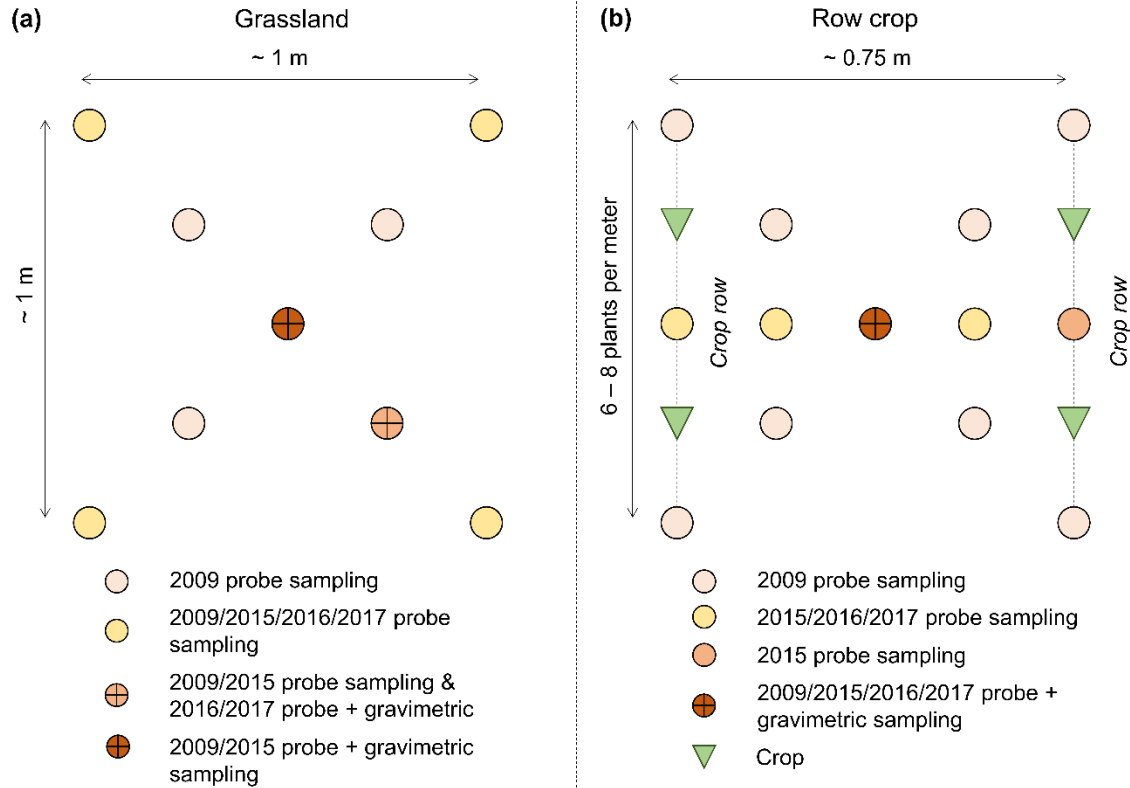 (a)
Grassland
~ 1 m
~ 1 m
2009 probe sampling
2009/2015/2016/2017 probe
sampling
2009/2015 probe sampling &
2016/2017 probe + gravimetric
2009/2015 probe + gravimetric
sampling
(b)
Row crop
~ 0.75 m
6 – 8 plants per meter
Crop row
Crop row
2009 probe sampling
2015/2016/2017 probe sampling
2015 probe sampling
2009/2015/2016/2017 probe +
gravimetric sampling
Crop